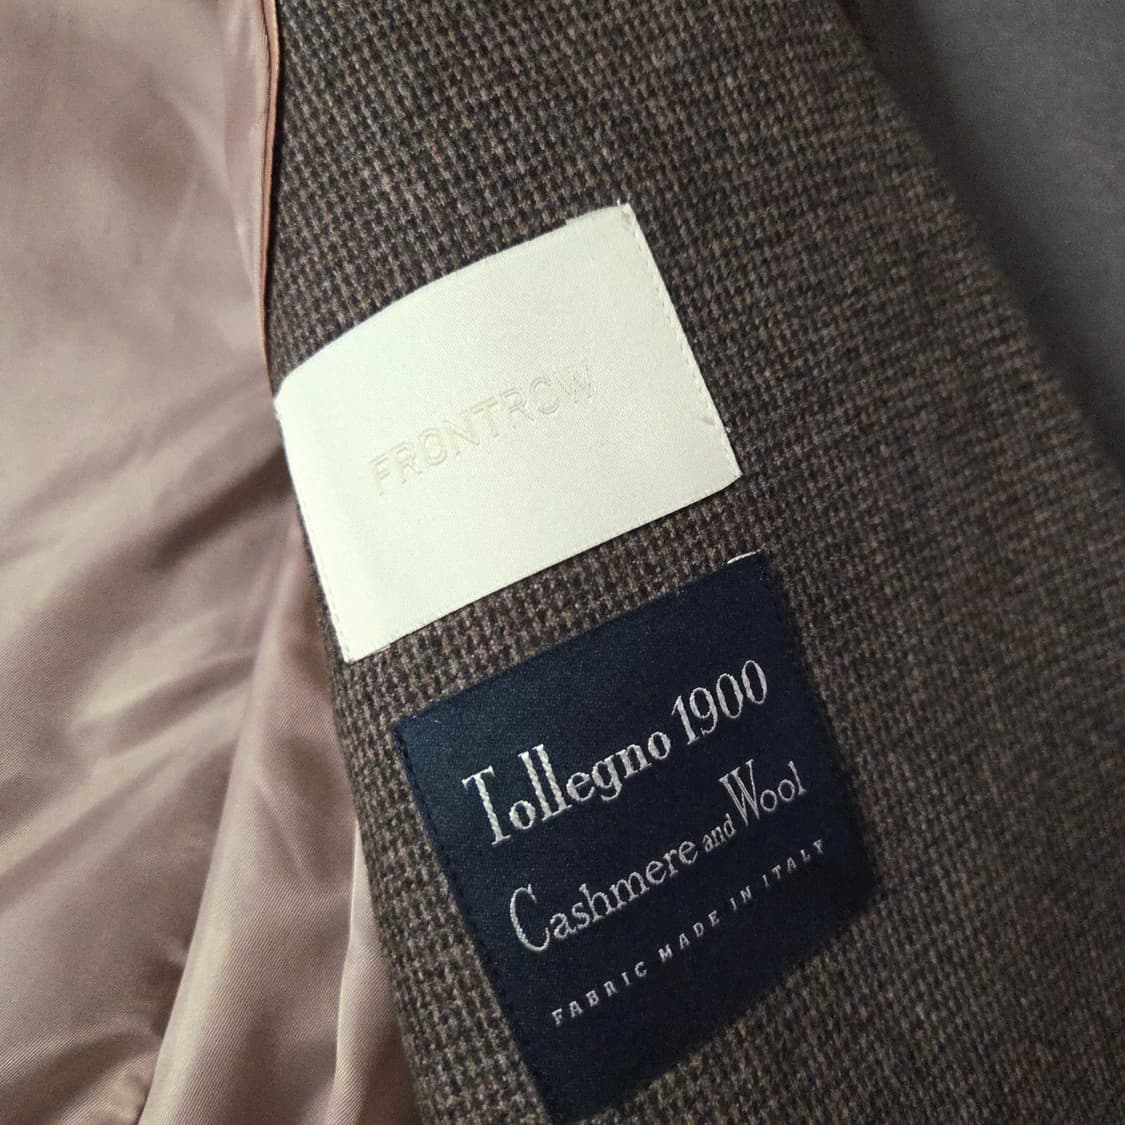 FRONTROW
Tollegno 1900
Cashmere and Wool
FABRIC MADE IN ITALY